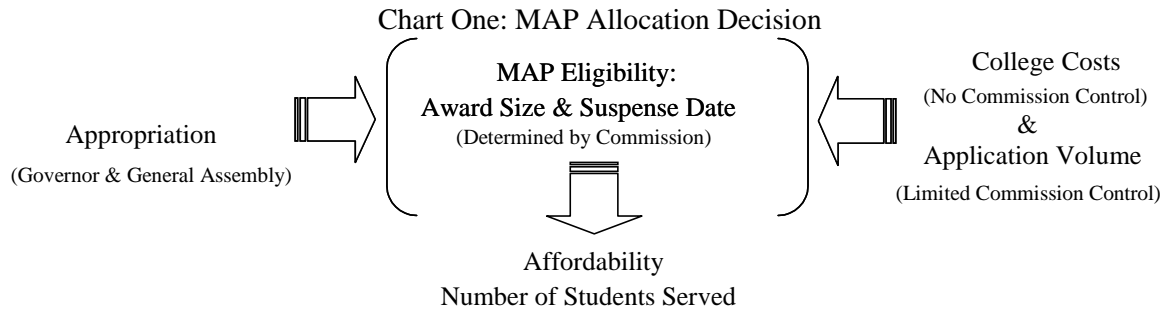 Chart One: MAP Allocation Decision
MAP Eligibility:
Award Size & Suspense Date
(Determined by Commission)
Appropriation
(Governor & General Assembly)
College Costs
(No Commission Control)
&
Application Volume
(Limited Commission Control)
Affordability
Number of Students Served